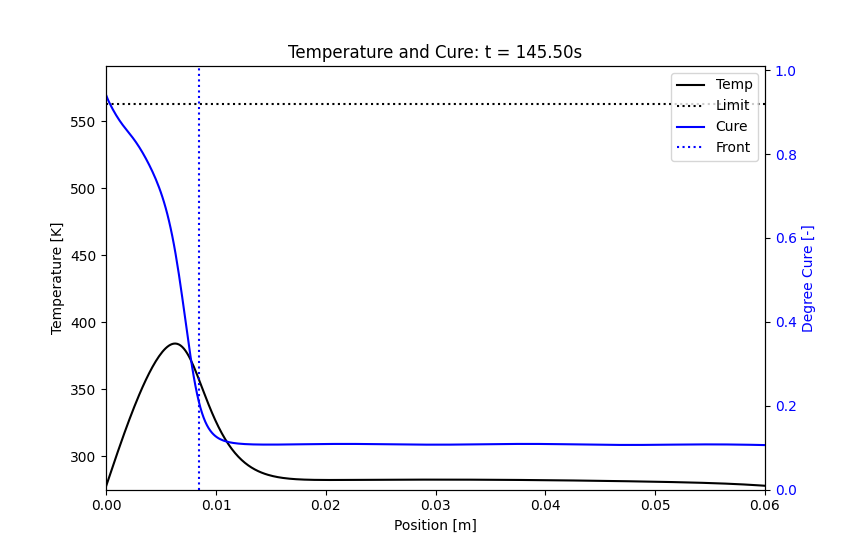 Temperature and Cure: t = 145.50s
Temp
Limit
Cure
Front
550
500
450
400
350
300
Temperature [K]
1.0
0.8
0.6
0.4
0.2
0.0
Degree Cure [-]
0.00
0.01
0.02
0.03
0.04
0.05
0.06
Position [m]